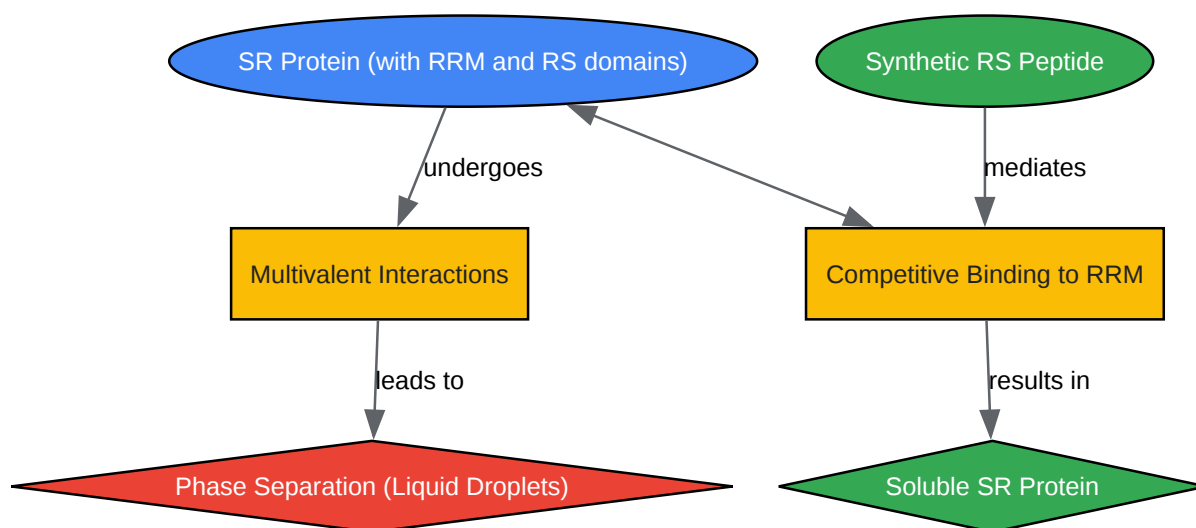 SR Protein (with RRM and RS domains)
Synthetic RS Peptide
undergoes
mediates
Multivalent Interactions
Competitive Binding to RRM
leads to
results in
Phase Separation (Liquid Droplets)
Soluble SR Protein